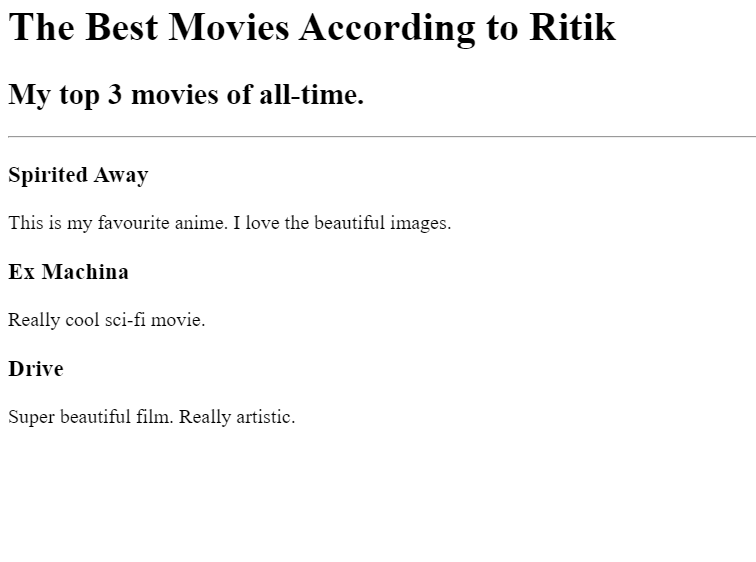 The Best Movies According to Ritik
My top 3 movies of all-time.
Spirited Away
This is my favourite anime. I love the beautiful images.
Ex Machina
Really cool sci-fi movie.
Drive
Super beautiful film. Really artistic.